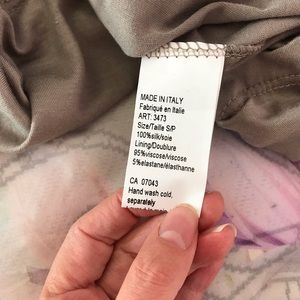 MADE IN ITALY
Fabriqué en Italie
ART: 3473
Size/Taille S/P
100%silk/soie
Lining/Doublure
95%viscose/viscose
5%elastane/élasthanne
CA 07043
Hand wash cold,
separately